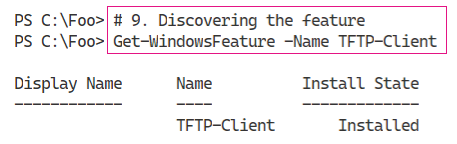 PS C:\Foo> # 9. Discovering the feature
PS C:\Foo> Get-WindowsFeature -Name TFTP-Client
Display Name Name Install State
------------ ---- -------------
TFTP-Client Installed